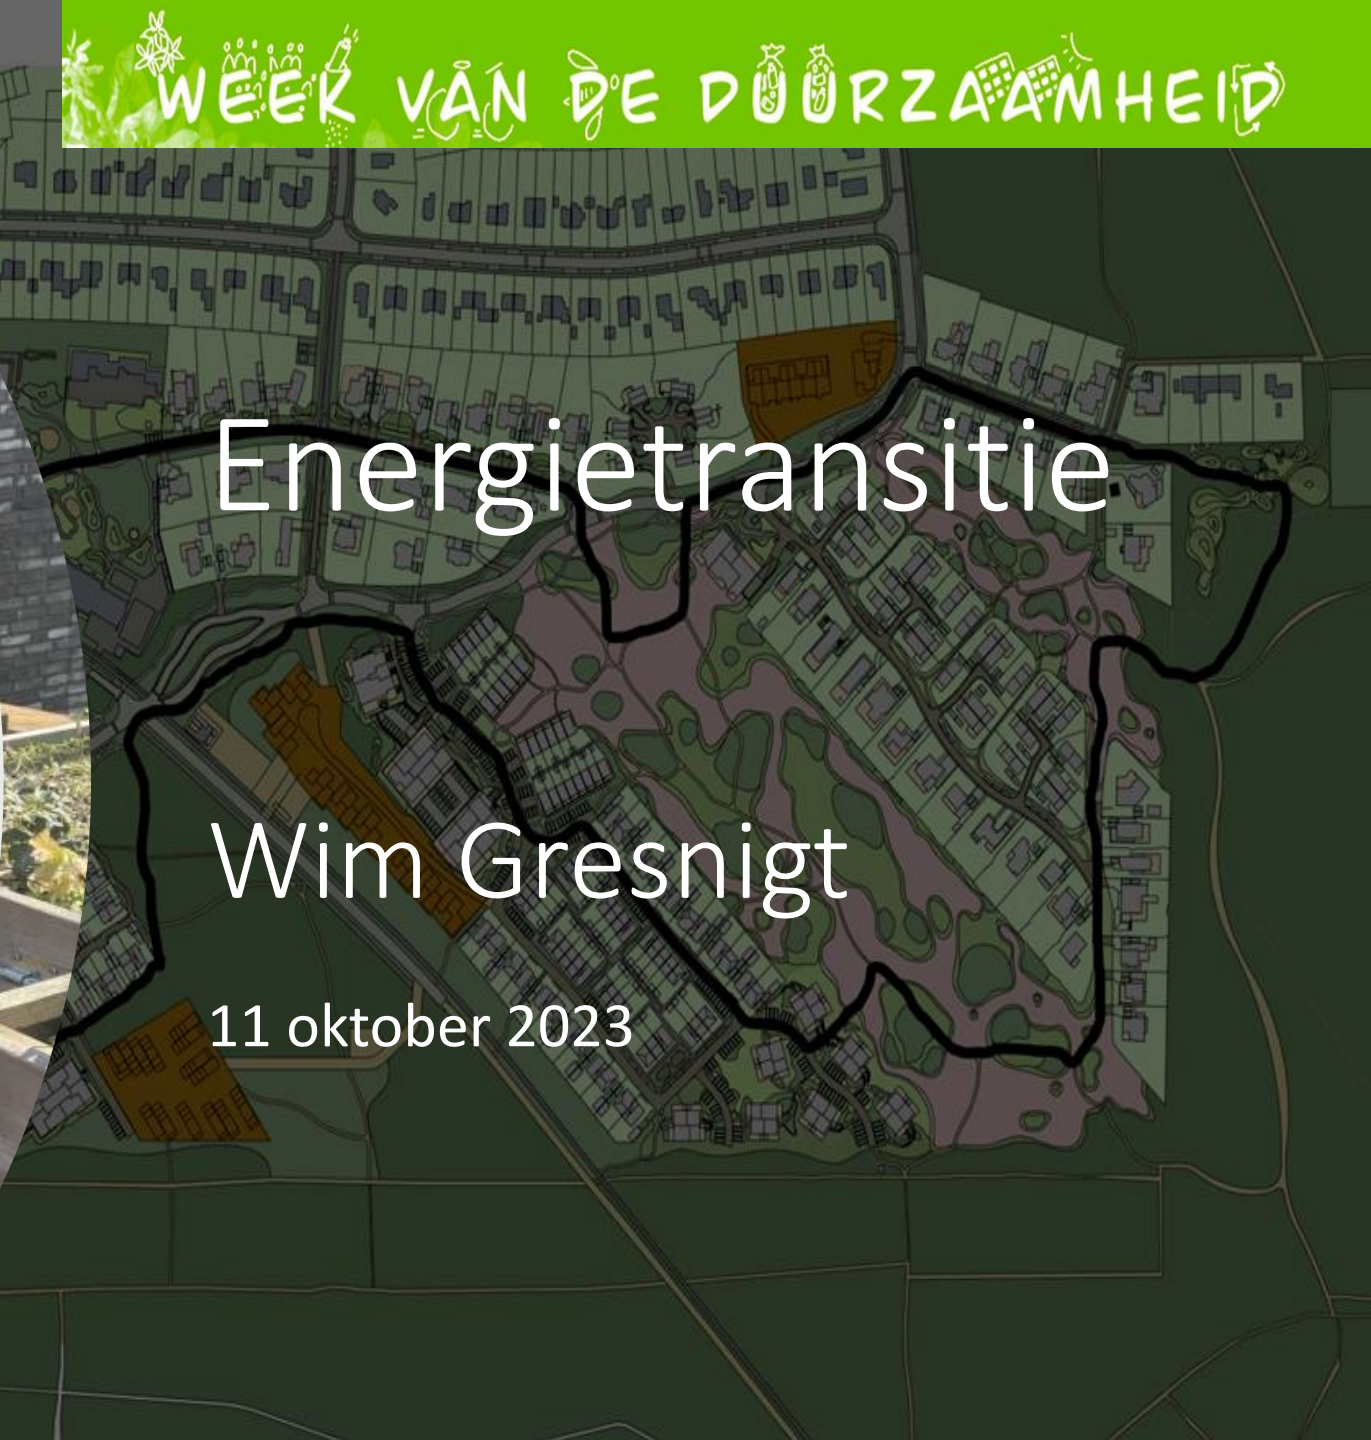 WEEK VAN DE DUURZAAMHEID
Energietransitie
Wim Gresnigt
11 oktober 2023